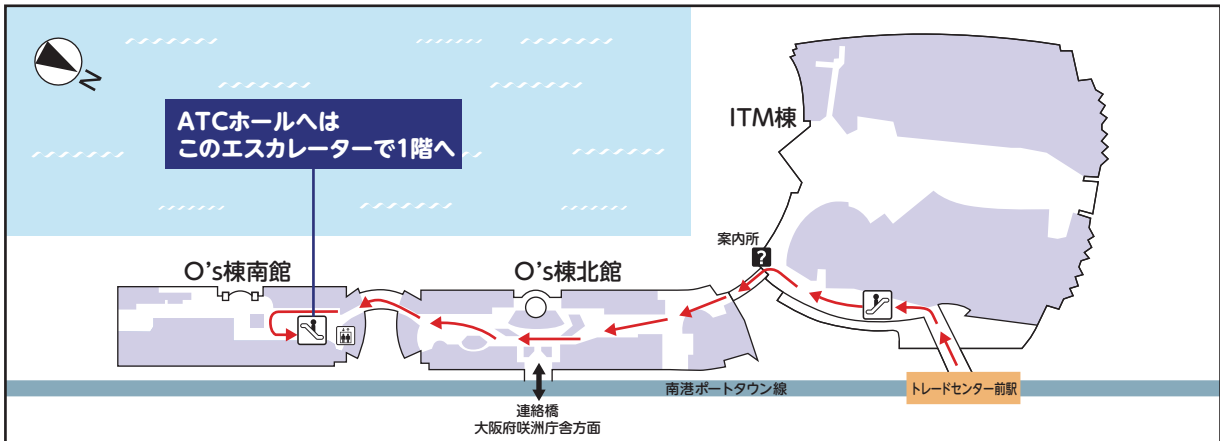 N
ATCホールへは
このエスカレーターで1階へ
ITM棟
案内所
?
O's棟南館
O's棟北館
南港ポートタウン線
トレードセンター前駅
連絡橋
大阪府咲洲庁舎方面